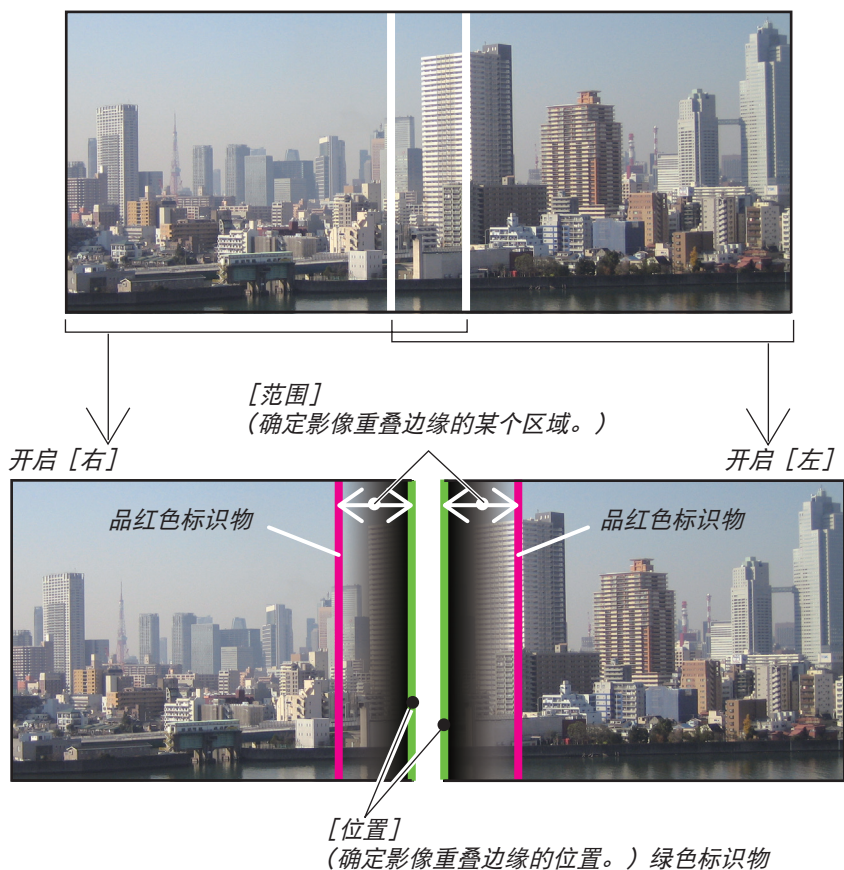 ［范围］
（确定影像重叠边缘的某个区域。）
开启［右］
开启［左］
品红色标识物
品红色标识物
［位置］
（确定影像重叠边缘的位置。）绿色标识物